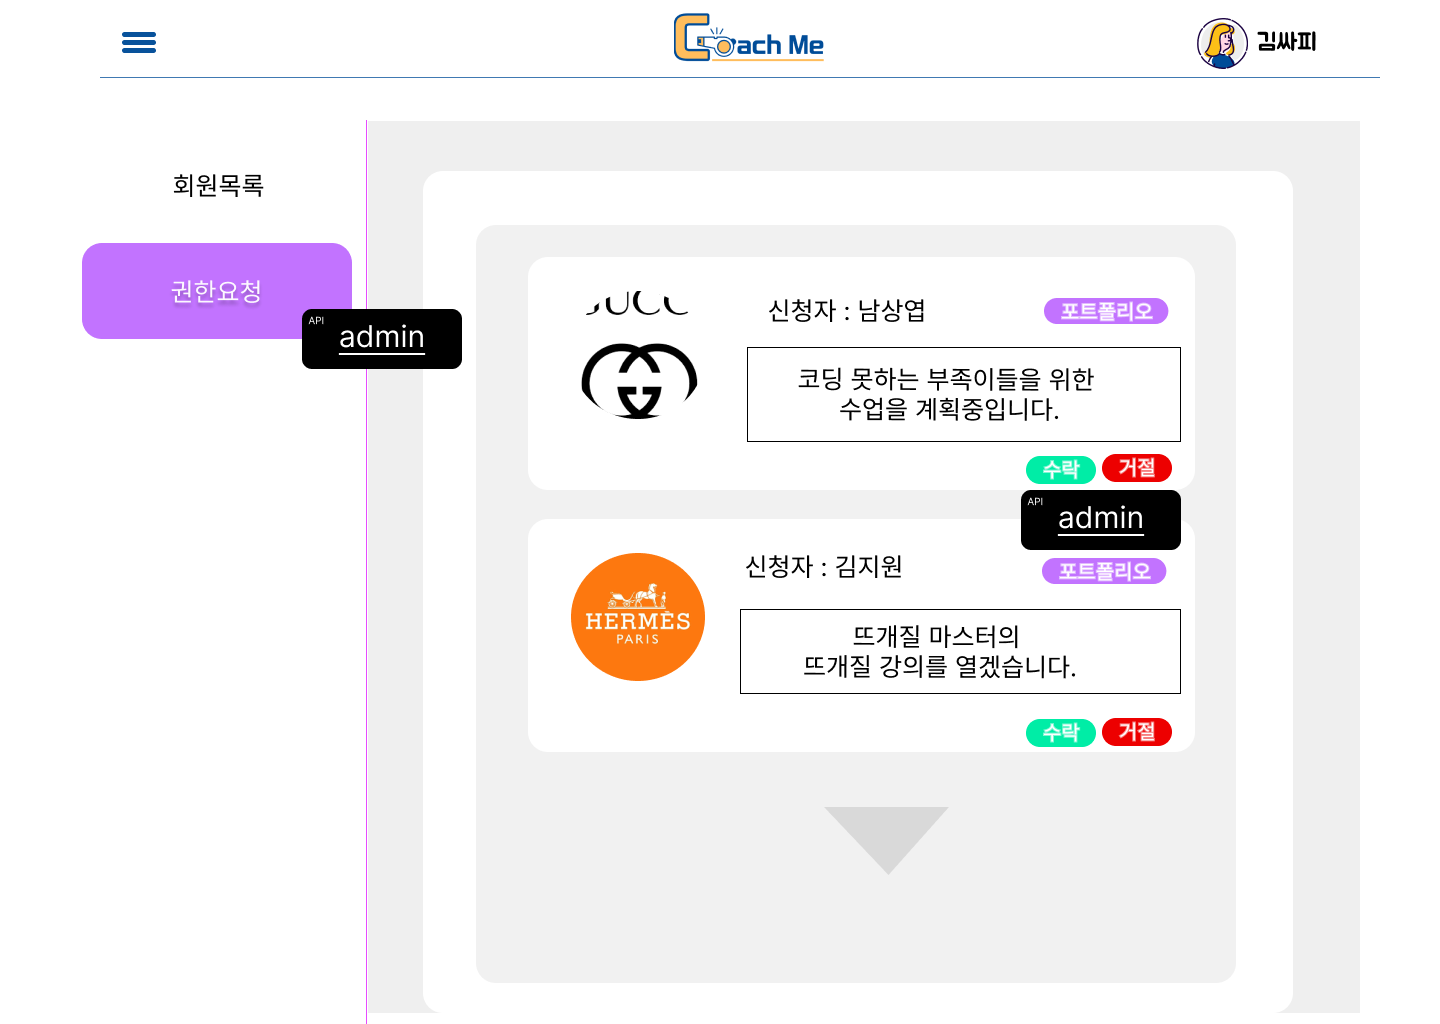 Coach Me
김싸피
회원목록
권한요청
API
admin
신청자 : 남상엽
포트폴리오
코딩 못하는 부족이들을 위한
수업을 계획중입니다.
수락
거절
API
admin
HERMÈS
PARIS
신청자 : 김지원
포트폴리오
뜨개질 마스터의
뜨개질 강의를 열겠습니다.
수락
거절